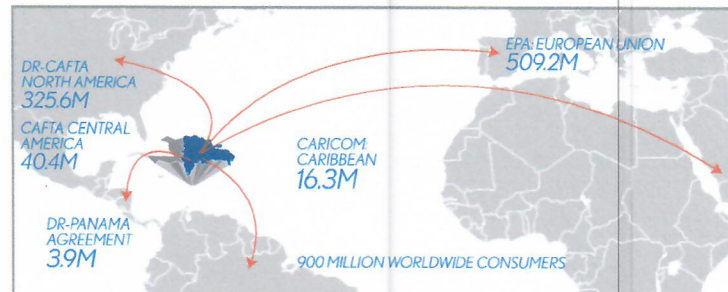 DR-CAFTA
NORTH AMERICA
325.6M
CAFTA CENTRAL
AMERICA
40.4M
DR-PANAMA
AGREEMENT
3.9M
CARICOM:
CARIBBEAN
16.3M
EPA: EUROPEAN UNION
509.2M
900 MILLION WORLDWIDE CONSUMERS